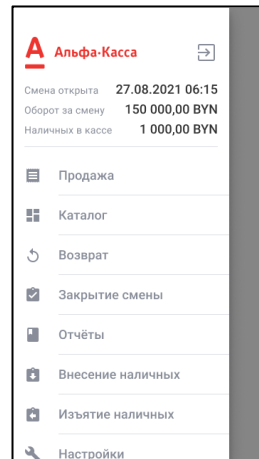 А Альфа·Касса
Смена открыта 27.08.2021 06:15
Оборот за смену 150 000,00 BYN
Наличных в кассе 1 000,00 BYN
Продажа
Каталог
Возврат
Закрытие смены
Отчёты
Внесение наличных
Изъятие наличных
Настройки